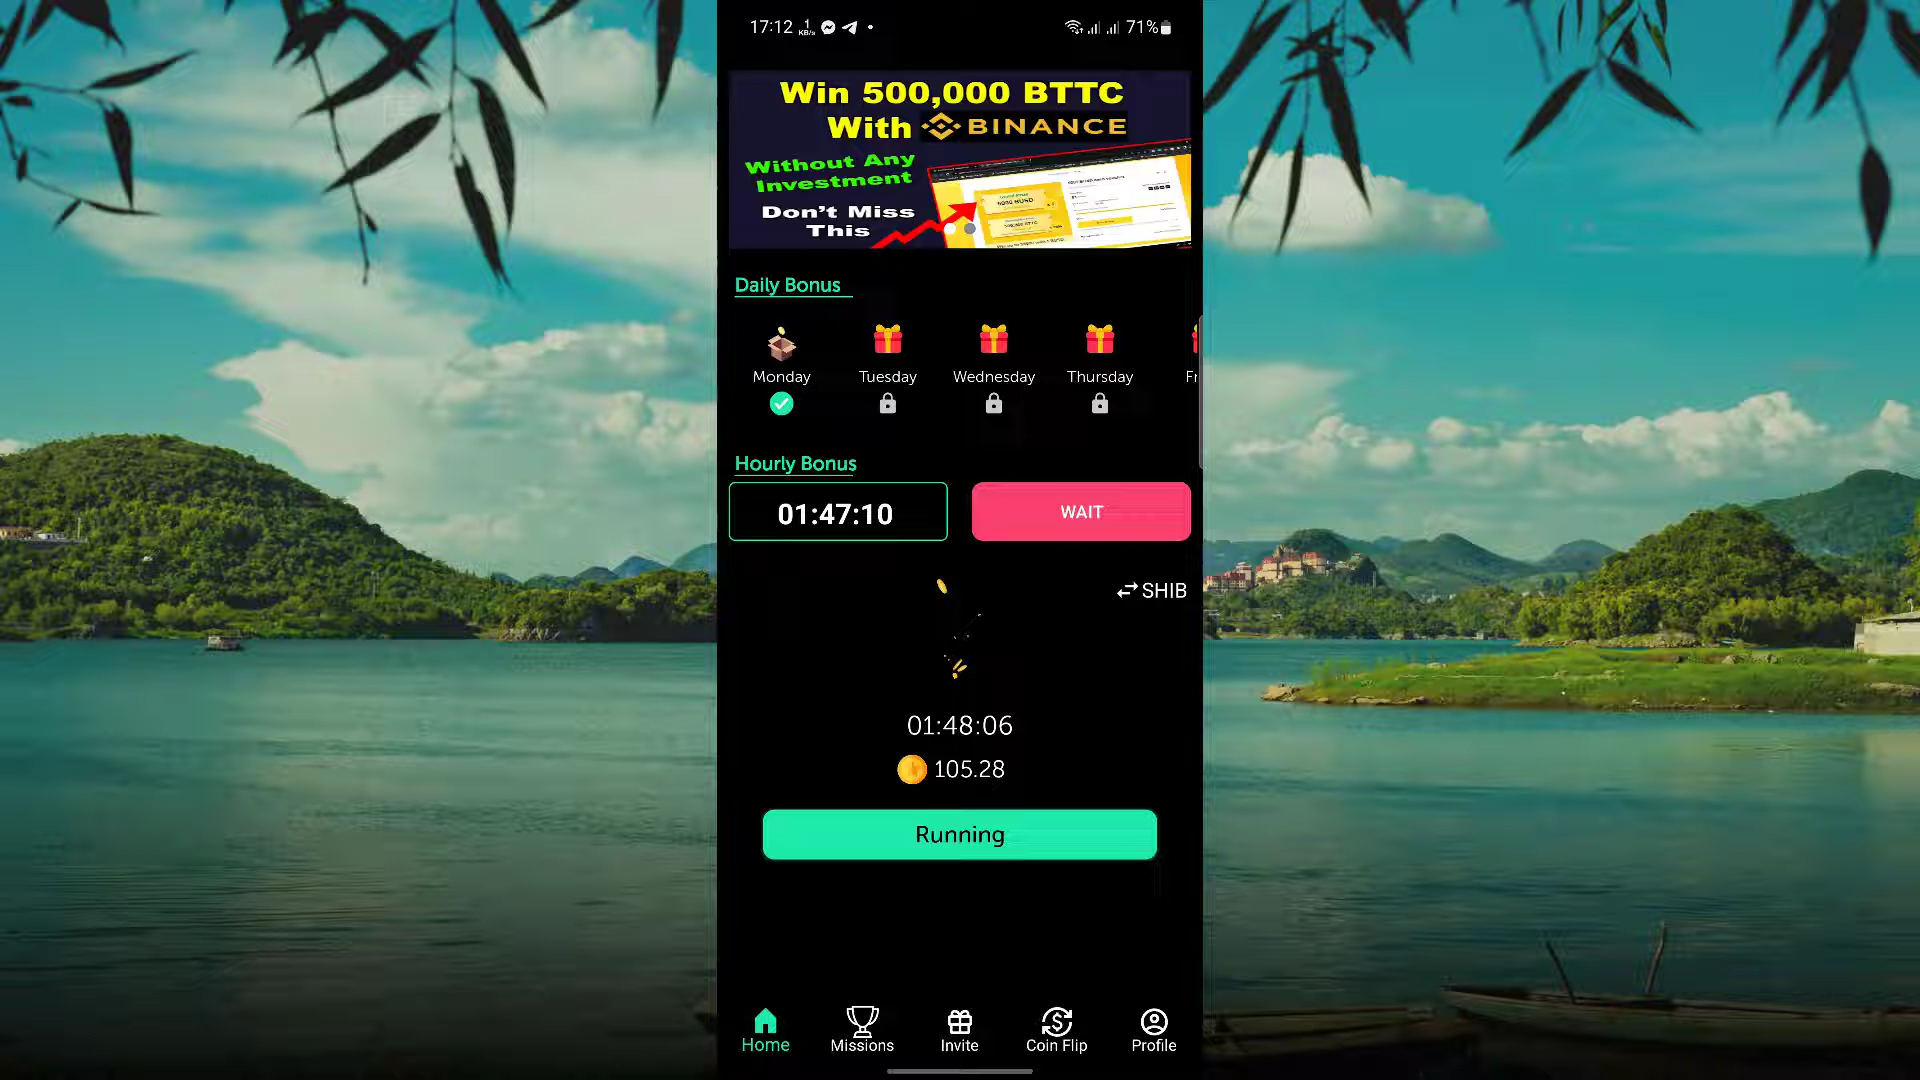 17:12 1 KB/s 71%
Win 500,000 BTTC
With BINANCE
Without Any
Investment
Don't Miss
This
Daily Bonus
Monday Tuesday Wednesday Thursday Fr
Hourly Bonus
01:47:10 WAIT
SHIB
01:48:06
105.28
Running
Home Missions Invite Coin Flip Profile